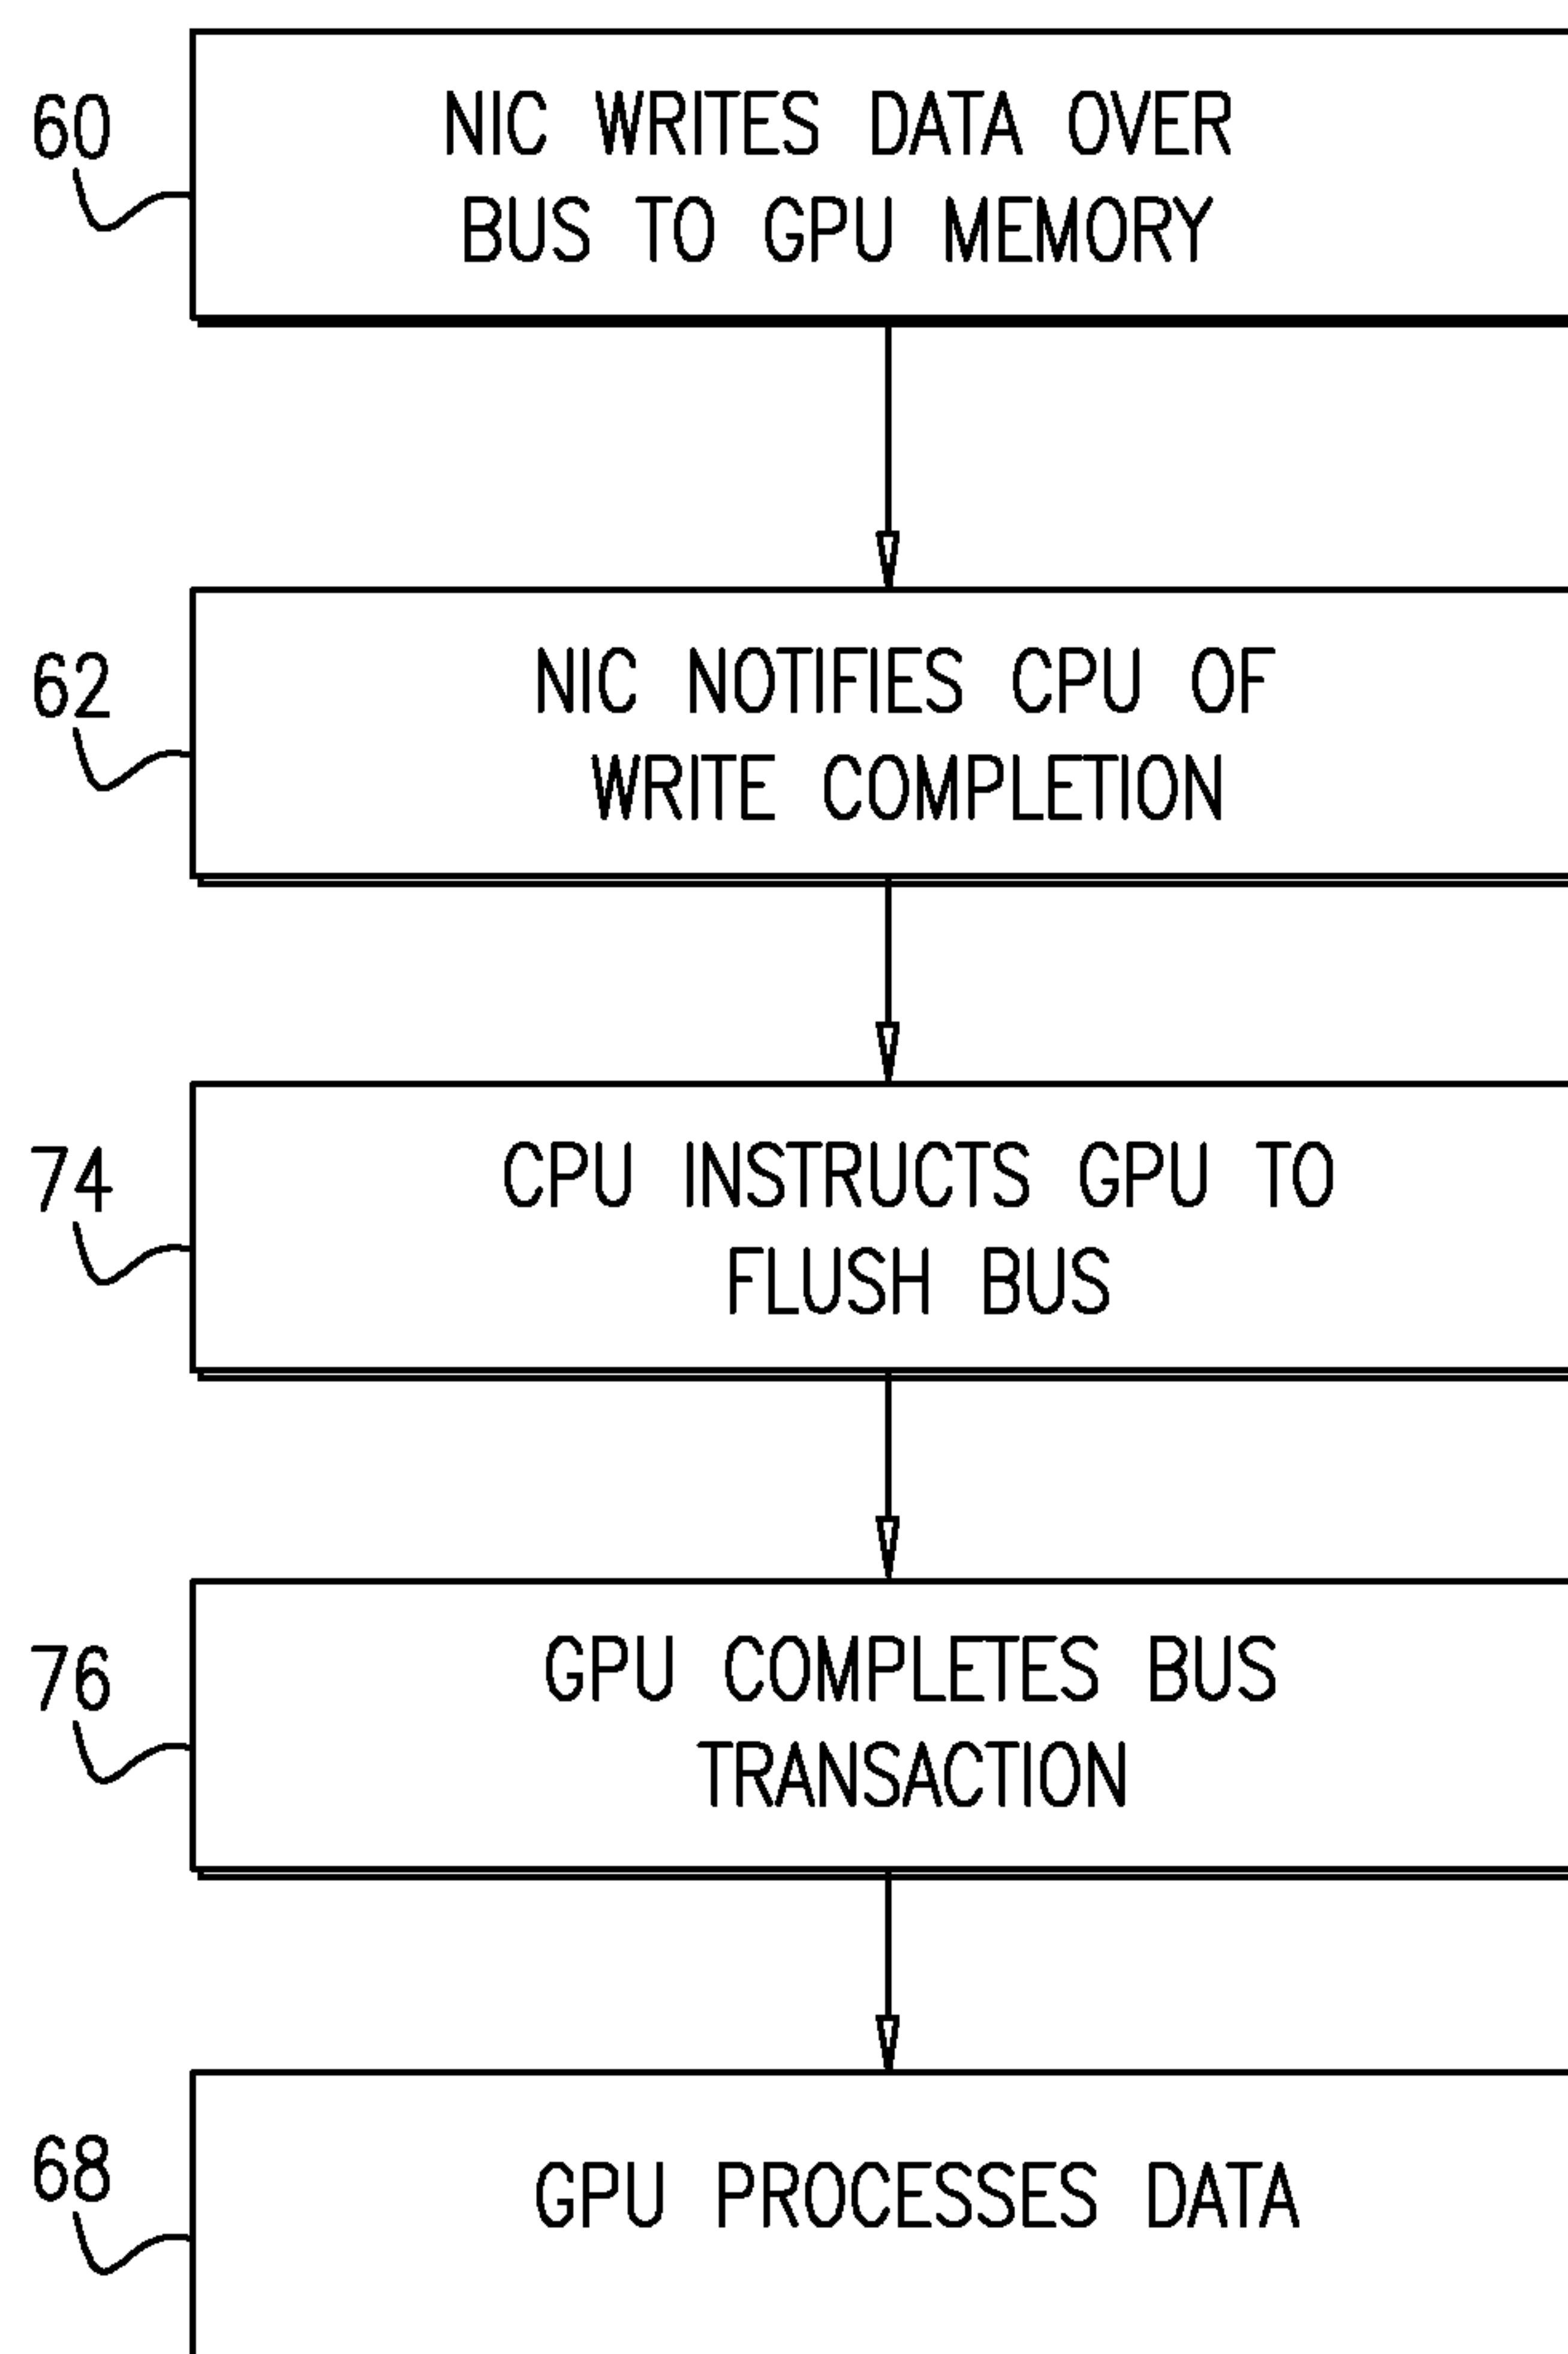 60
NIC WRITES DATA OVER
BUS TO GPU MEMORY
62
NIC NOTIFIES CPU OF
WRITE COMPLETION
74
CPU INSTRUCTS GPU TO
FLUSH BUS
76
GPU COMPLETES BUS
TRANSACTION
68
GPU PROCESSES DATA